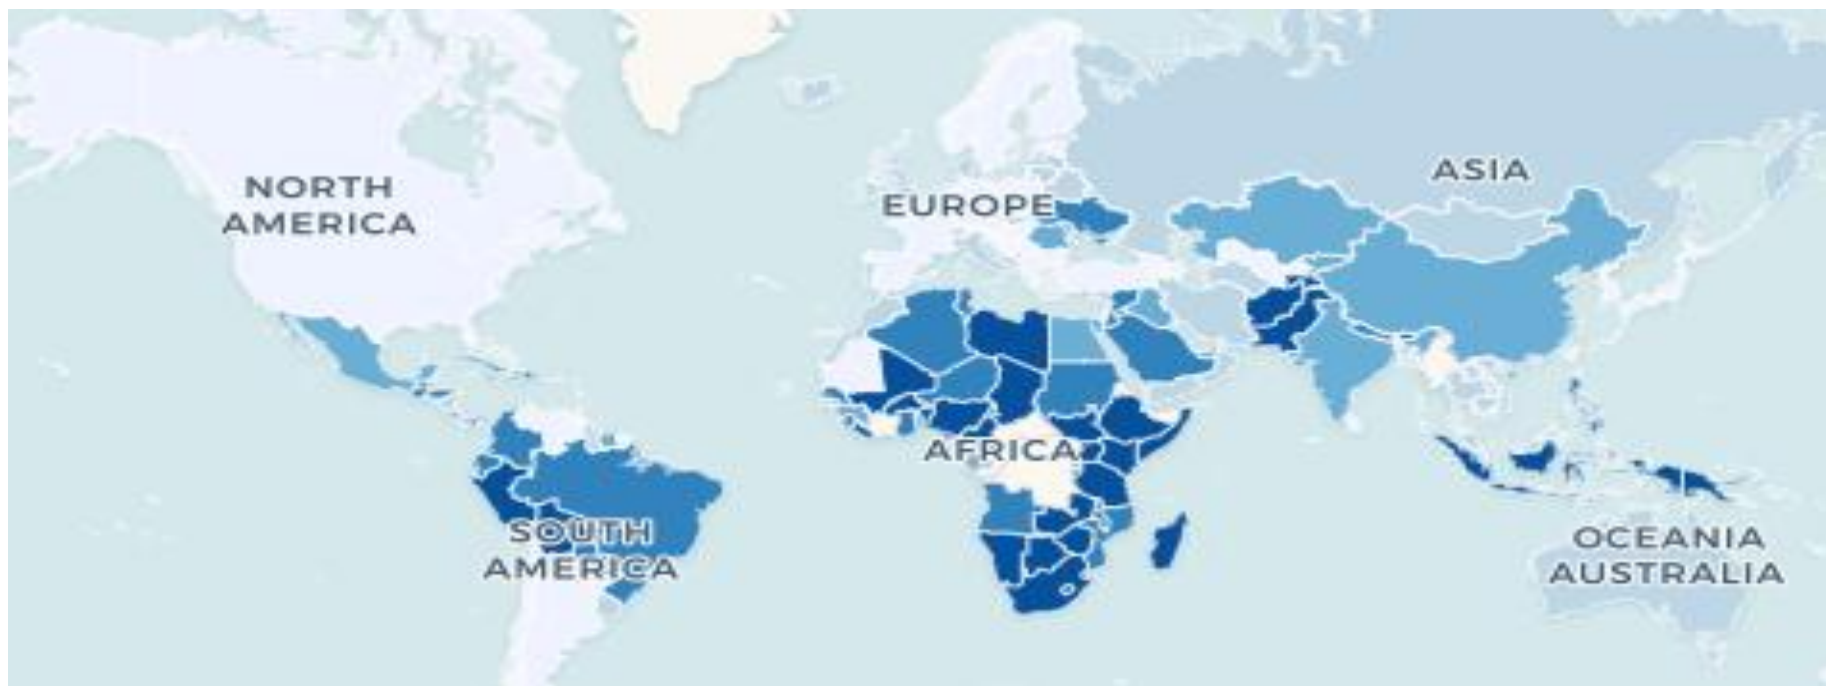 NORTH
AMERICA
EUROPE
ASIA
AFRICA
SOUTH
AMERICA
OCEANIA
AUSTRALIA